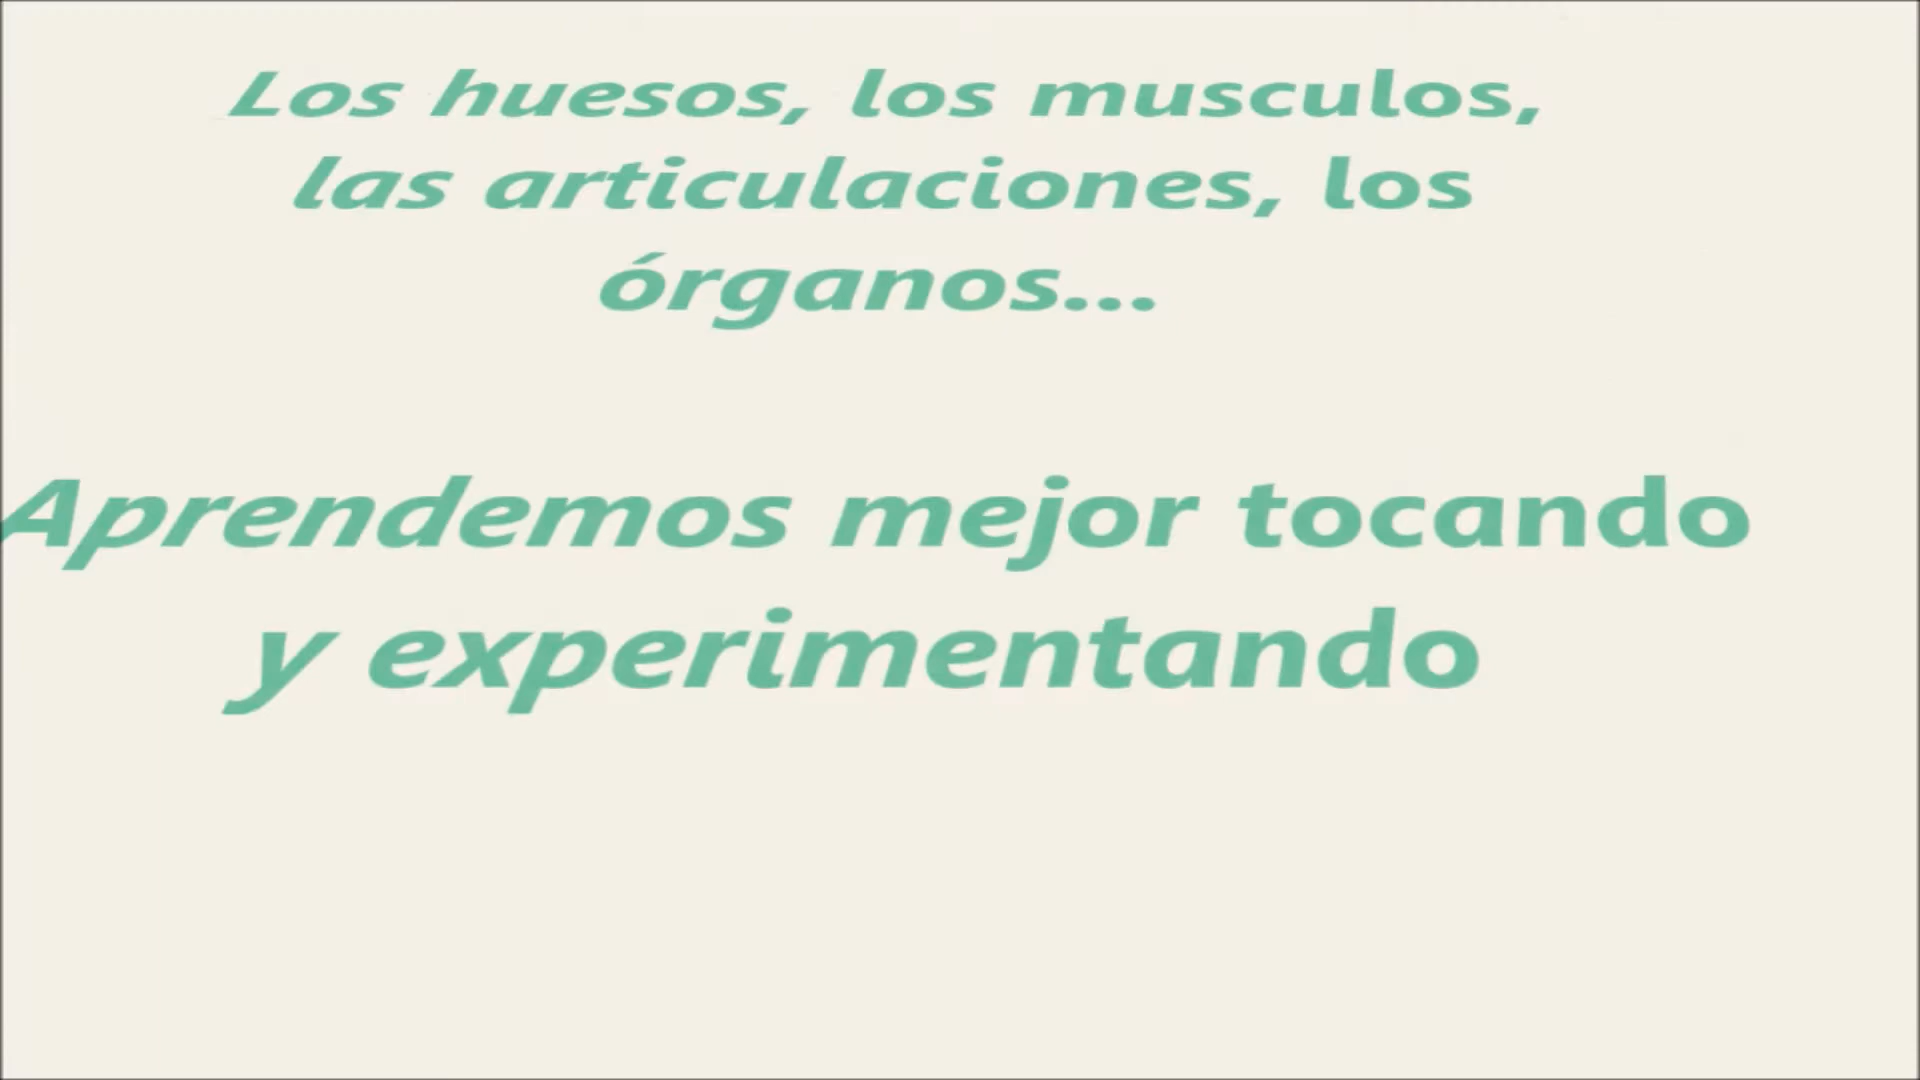 Los huesos, los musculos,
las articulaciones, los
órganos...
Aprendemos mejor tocando
y experimentando